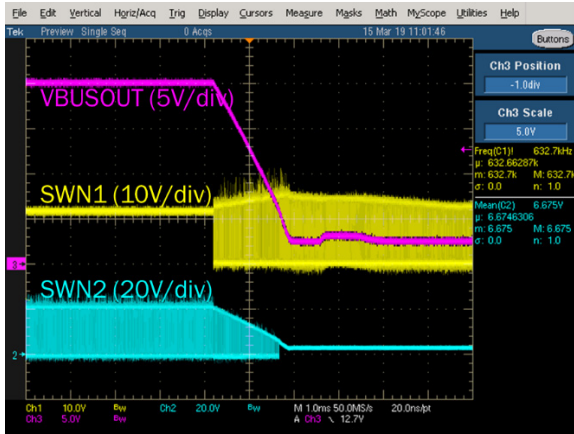 File Edit Vertical Horiz/Acq Trig Display Cursors Measure Masks Math MyScope Utilities Help
Tek Preview Single Seq 0 Acqs 15 Mar 19 11:01:46 Buttons
Ch3 Position
-1.0div
Ch3 Scale
5.0V
VBUSOUT (5V/div)
SWN1 (10V/div)
SWN2 (20V/div)
Freq(C1)! 632.7kHz
µ: 632.66287k
m: 632.7k M: 632.7k
σ: 0.0 n: 1.0
Mean(C2) 6.675V
µ: 6.6746306
m: 6.675 M: 6.675
σ: 0.0 n: 1.0
3
2
Ch1 10.0V Bw Ch2 20.0V Bw M 1.0ms 50.0MS/s 20.0ns/pt
Ch3 5.0V Bw A Ch3 \ 12.7V